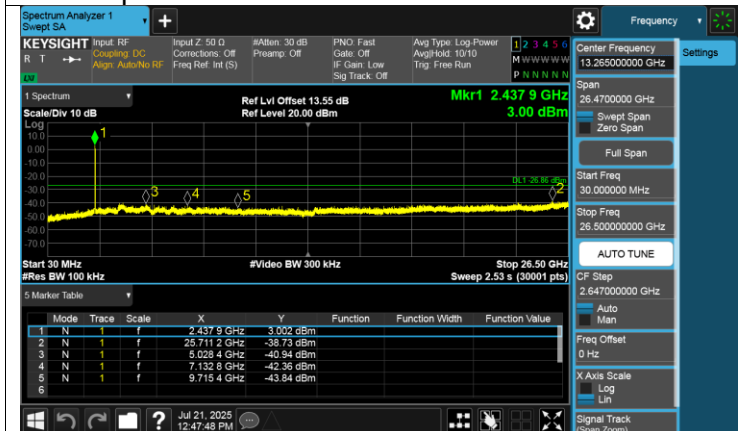 Spectrum Analyzer 1
Swept SA
Frequency
KEYSIGHT
R T
LXI
Input: RF
Coupling: DC
Align: Auto/No RF
Input Z: 50 Ω
Corrections: Off
Freq Ref: Int (S)
#Atten: 30 dB
Preamp: Off
PNO: Fast
Gate: Off
IF Gain: Low
Sig Track: Off
Avg Type: Log-Power
Avg|Hold: 10/10
Trig: Free Run
1 2 3 4 5 6
M W W W W W
P N N N N N
1 Spectrum
Scale/Div 10 dB
Ref Lvl Offset 13.55 dB
Ref Level 20.00 dBm
Mkr1 2.437 9 GHz
3.00 dBm
Log
10.0
0.00
-10.0
-20.0
-30.0
-40.0
-50.0
-60.0
-70.0
1
3
4
5
2
DL1 -26.86 dBm
Start 30 MHz
#Res BW 100 kHz
#Video BW 300 kHz
Stop 26.50 GHz
Sweep 2.53 s (30001 pts)
5 Marker Table
Mode Trace Scale X Y Function Function Width Function Value
1 N 1 f 2.437 9 GHz 3.002 dBm
2 N 1 f 25.711 2 GHz -38.73 dBm
3 N 1 f 5.028 4 GHz -40.94 dBm
4 N 1 f 7.132 8 GHz -42.36 dBm
5 N 1 f 9.715 4 GHz -43.84 dBm
6
Jul 21, 2025
12:47:48 PM
Center Frequency
13.265000000 GHz
Span
26.4700000 GHz
Swept Span
Zero Span
Full Span
Start Freq
30.000000 MHz
Stop Freq
26.500000000 GHz
AUTO TUNE
CF Step
2.647000000 GHz
Auto
Man
Freq Offset
0 Hz
X Axis Scale
Log
Lin
Signal Track
(Span Zoom)
Settings